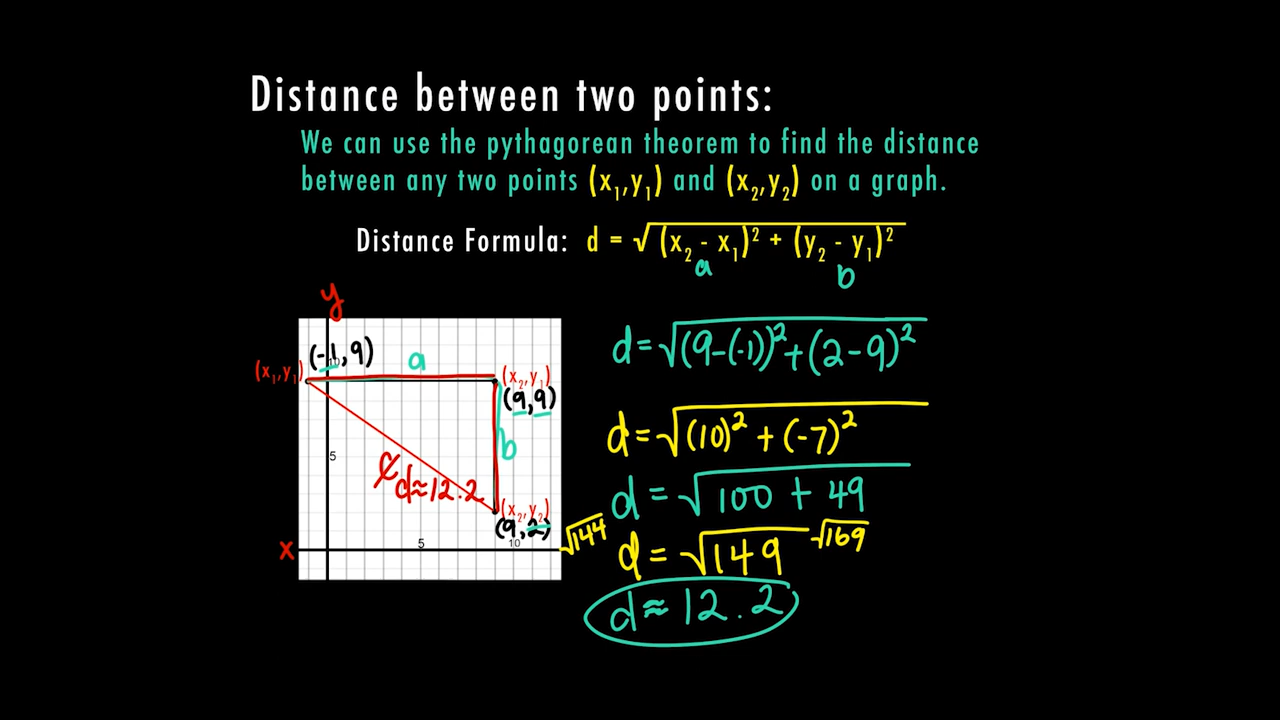 Distance between two points:
We can use the pythagorean theorem to find the distance
between any two points (x₁,y₁) and (x₂,y₂) on a graph.
Distance Formula: d = √(x₂ - x₁)² + (y₂ - y₁)²
a b
y
d=√(9-(-1))²+(2-9)²
(-1,9) a
(x₁,y₁) (x₂,y₁)
(9,9)
d=√(10)²+(-7)²
b
5
¢ d≈12.2
d=√100+49
(x₂,y₂)
(9,2)
√144 √169
x 5 10
d=√149
d≈12.2